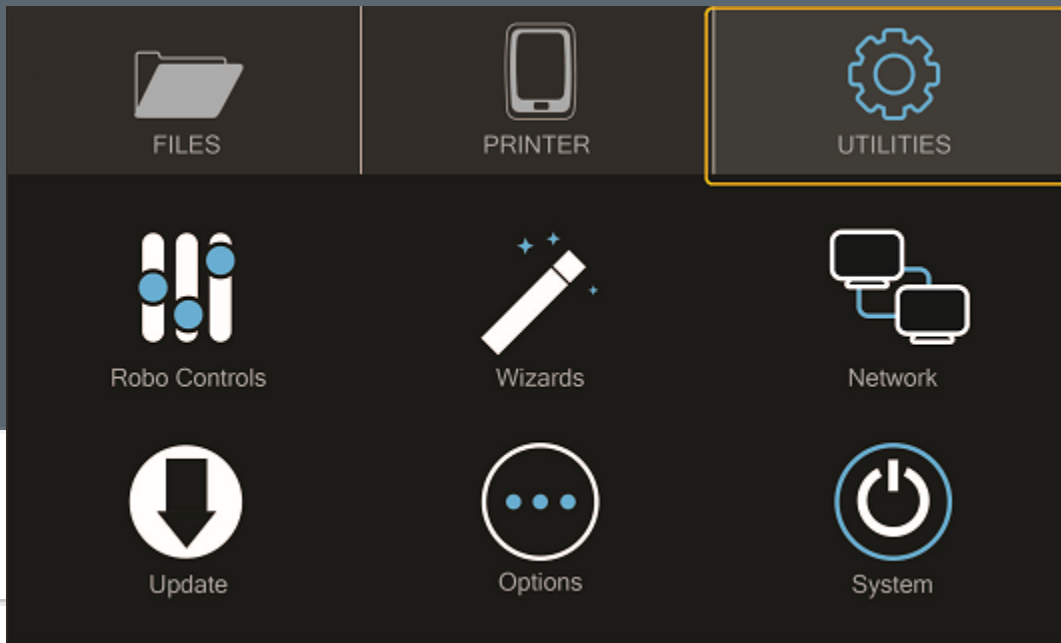 FILES
PRINTER
UTILITIES
Robo Controls
Wizards
Network
Update
Options
System